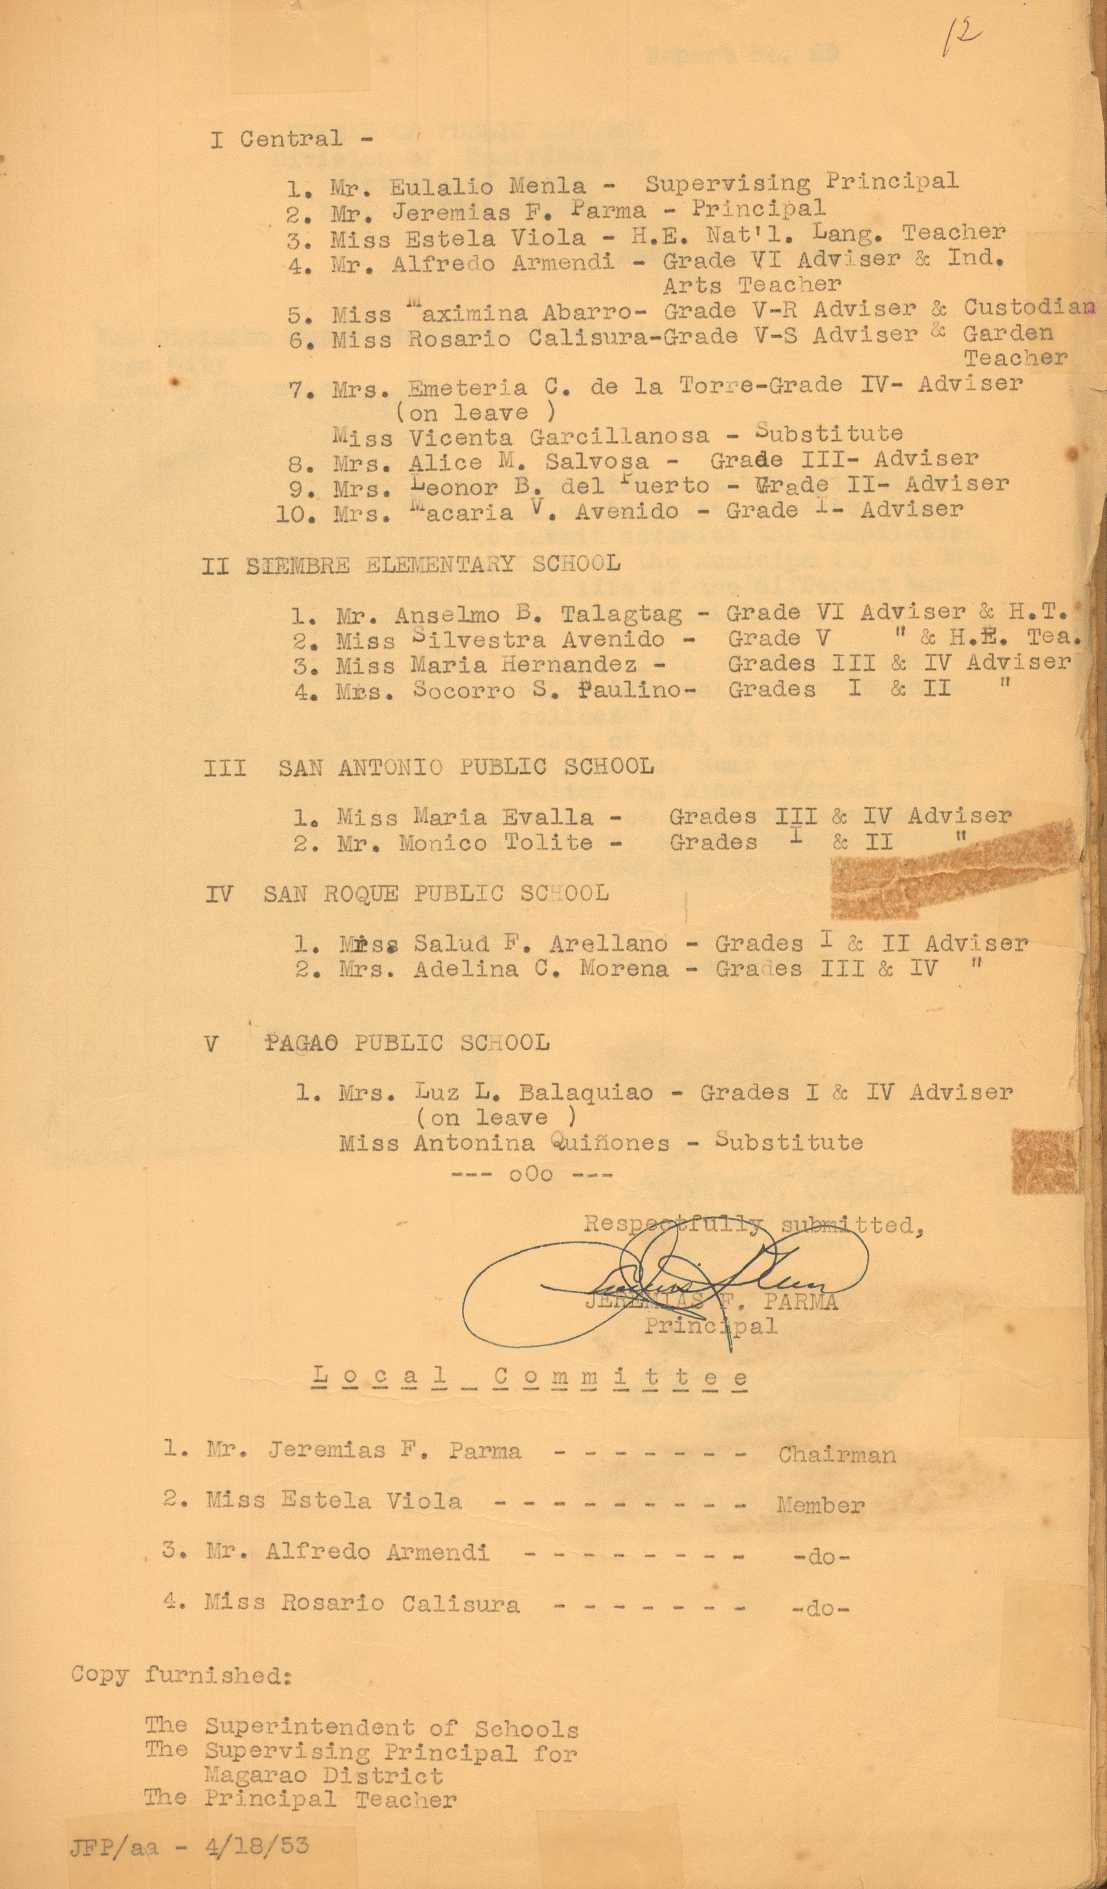 12
I Central -
1. Mr. Eulalio Menla - Supervising Principal
2. Mr. Jeremias F. Parma - Principal
3. Miss Estela Viola - H.E. Nat'l. Lang. Teacher
4. Mr. Alfredo Armendi - Grade VI Adviser & Ind.
Arts Teacher
5. Miss Maximina Abarro- Grade V-R Adviser & Custodian
6. Miss Rosario Calisura-Grade V-S Adviser & Garden
Teacher
7. Mrs. Emeteria C. de la Torre-Grade IV- Adviser
(on leave )
Miss Vicenta Garcillanosa - Substitute
8. Mrs. Alice M. Salvosa - Grade III- Adviser
9. Mrs. Leonor B. del Puerto - Grade II- Adviser
10. Mrs. Macaria V. Avenido - Grade I- Adviser
II SIEMBRE ELEMENTARY SCHOOL
1. Mr. Anselmo B. Talagtag - Grade VI Adviser & H.T.
2. Miss Silvestra Avenido - Grade V " & H.E. Tea.
3. Miss Maria Hernandez - Grades III & IV Adviser
4. Mrs. Socorro S. Paulino- Grades I & II "
III SAN ANTONIO PUBLIC SCHOOL
1. Miss Maria Evalla - Grades III & IV Adviser
2. Mr. Monico Tolite - Grades I & II "
IV SAN ROQUE PUBLIC SCHOOL
1. Miss Salud F. Arellano - Grades I & II Adviser
2. Mrs. Adelina C. Morena - Grades III & IV "
V PAGAO PUBLIC SCHOOL
1. Mrs. Luz L. Balaquiao - Grades I & IV Adviser
(on leave )
Miss Antonina Quiñones - Substitute
--- oOo ---
Respectfully submitted,
JEREMIAS F. PARMA
Principal
Local Committee
1. Mr. Jeremias F. Parma - - - - - - - Chairman
2. Miss Estela Viola - - - - - - - - - Member
3. Mr. Alfredo Armendi - - - - - - - - -do-
4. Miss Rosario Calisura - - - - - - - -do-
Copy furnished:
The Superintendent of Schools
The Supervising Principal for
Magarao District
The Principal Teacher
JFP/aa - 4/18/53